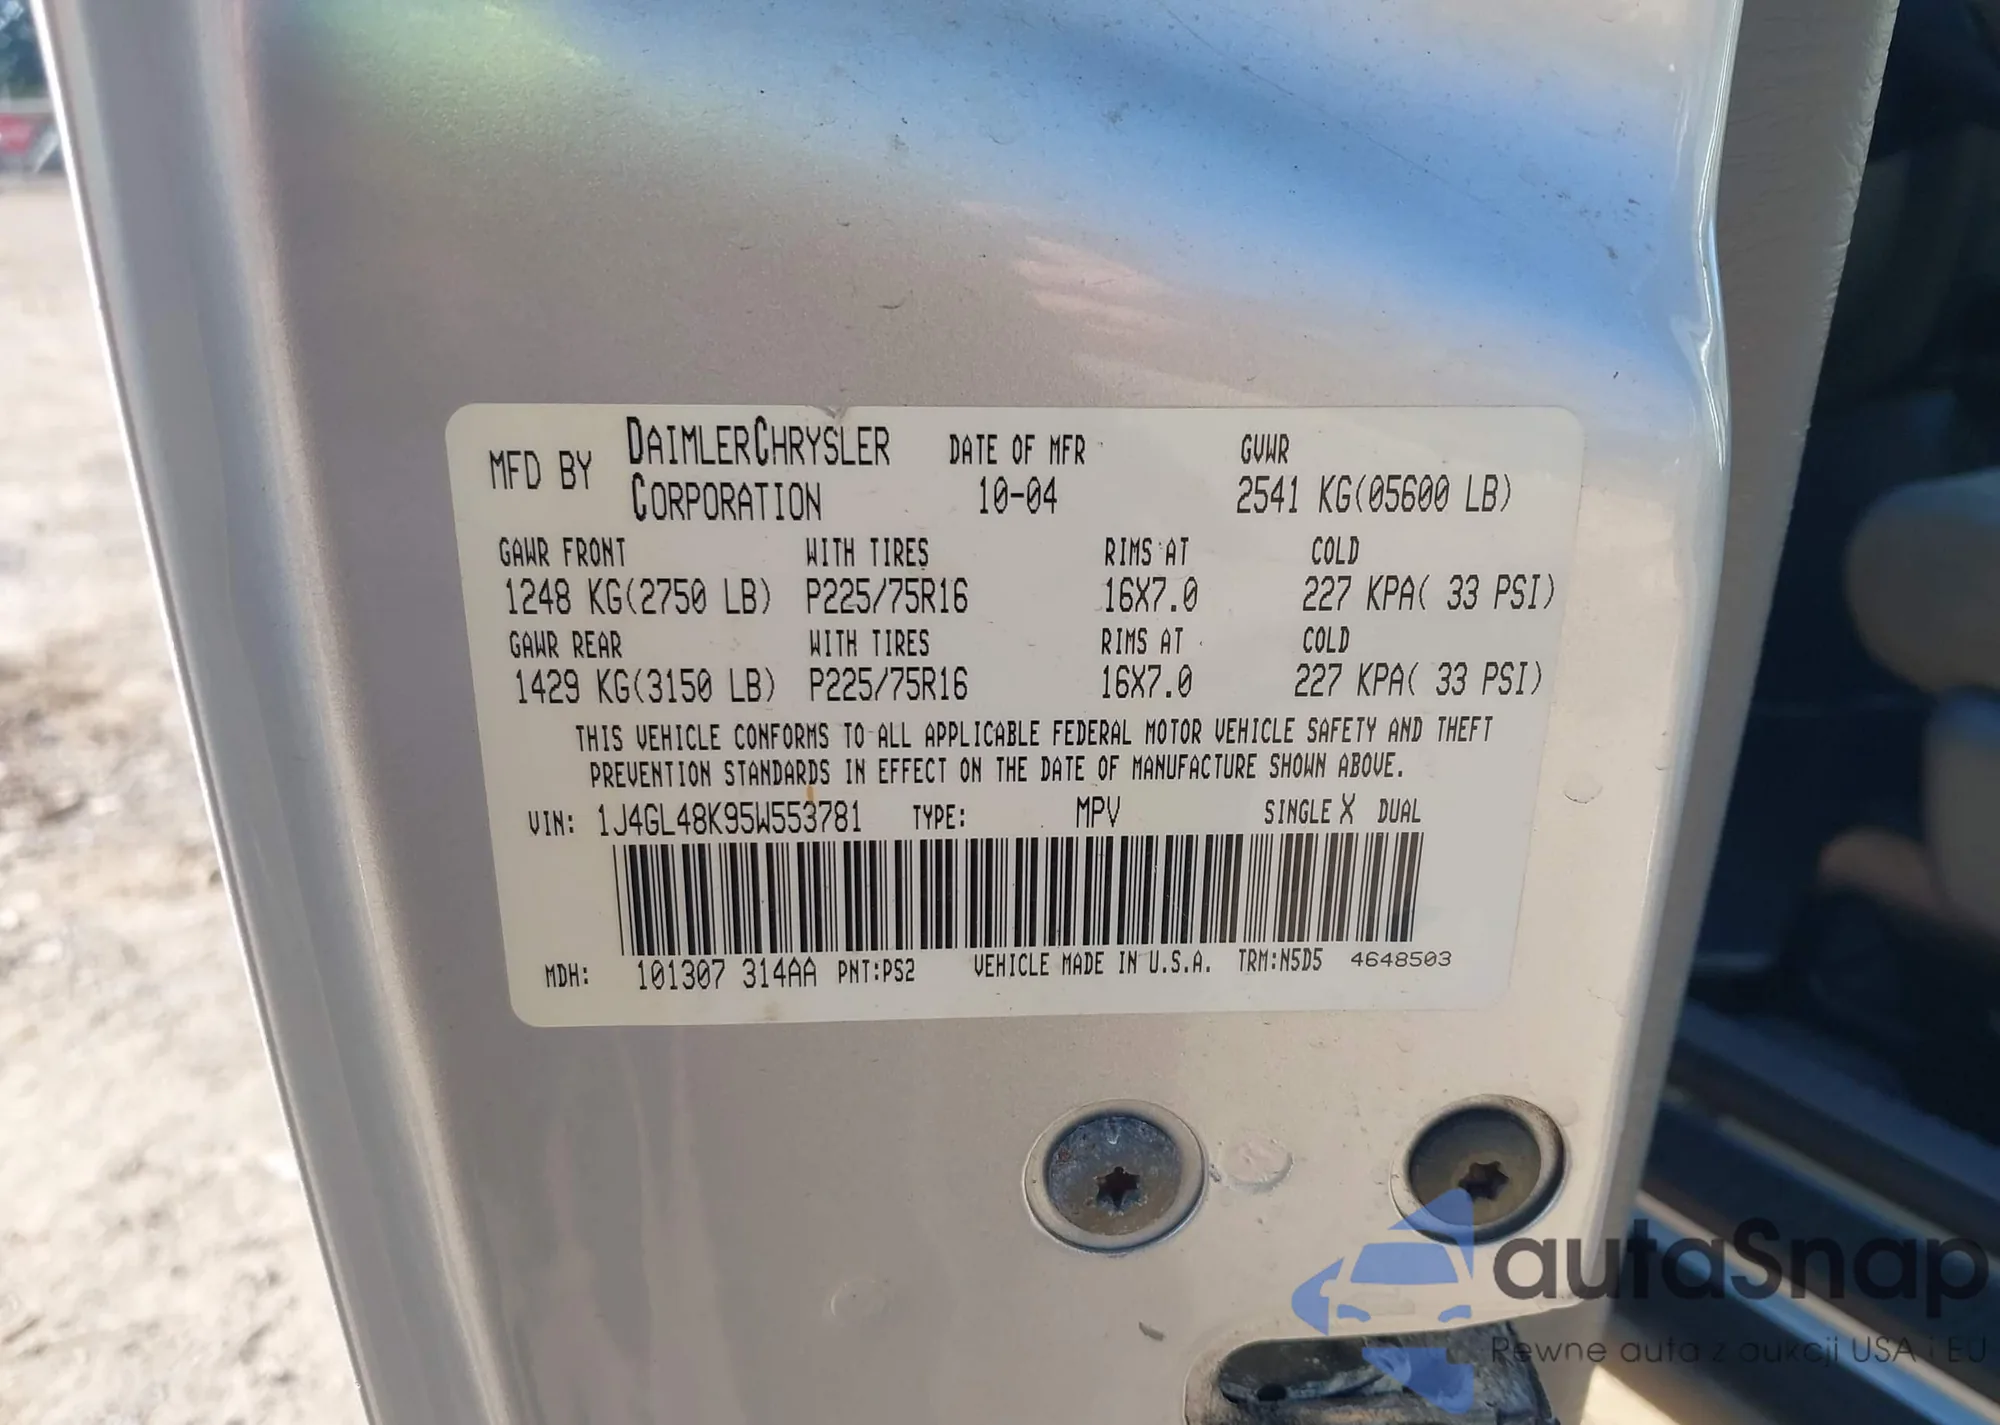 MFD BY DAIMLERCHRYSLER CORPORATION DATE OF MFR 10-04 GVWR 2541 KG(05600 LB)
GAWR FRONT WITH TIRES RIMS AT COLD
1248 KG(2750 LB) P225/75R16 16X7.0 227 KPA( 33 PSI)
GAWR REAR WITH TIRES RIMS AT COLD
1429 KG(3150 LB) P225/75R16 16X7.0 227 KPA( 33 PSI)
THIS VEHICLE CONFORMS TO ALL APPLICABLE FEDERAL MOTOR VEHICLE SAFETY AND THEFT
PREVENTION STANDARDS IN EFFECT ON THE DATE OF MANUFACTURE SHOWN ABOVE.
VIN: 1J4GL48K95W553781 TYPE: MPV SINGLE X DUAL
MDH: 101307 314AA PNT:PS2 VEHICLE MADE IN U.S.A. TRM:N5D5 4648503
autaSnap
Pewne auta z aukcji USA i EU